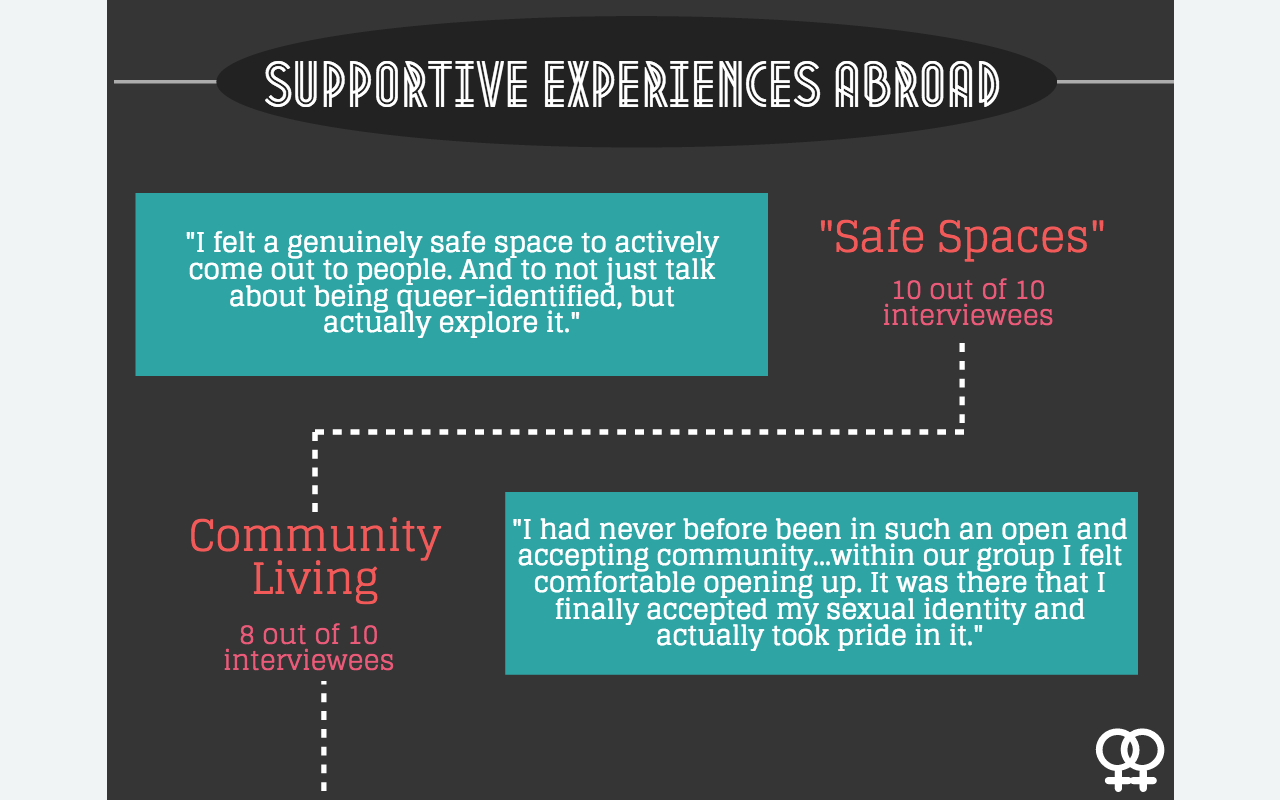 SUPPORTIVE EXPERIENCES ABROAD
"I felt a genuinely safe space to actively
come out to people. And to not just talk
about being queer-identified, but
actually explore it."
"Safe Spaces"
10 out of 10
interviewees
Community
Living
8 out of 10
interviewees
"I had never before been in such an open and
accepting community...within our group I felt
comfortable opening up. It was there that I
finally accepted my sexual identity and
actually took pride in it."